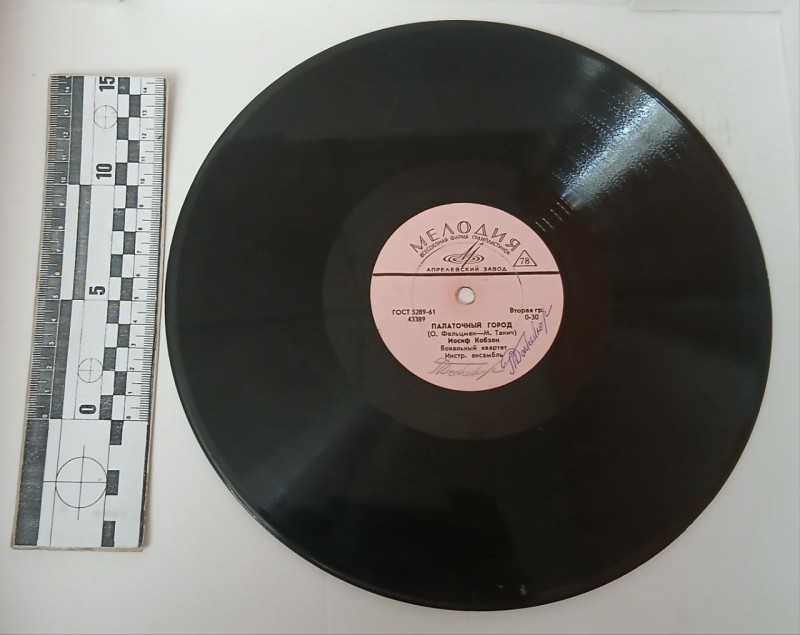 15
10
5
0
МЕЛОДИЯ
ВСЕСОЮЗНАЯ ФИРМА ГРАМПЛАСТИНОК
АПРЕЛЕВСКИЙ ЗАВОД
78
ГОСТ 5289-61
43389
Вторая гр.
0-30
ПАЛАТОЧНЫЙ ГОРОД
(О. Фельцман—М. Танич)
Иосиф Кобзон
Вокальный квартет
Инстр. ансамбль